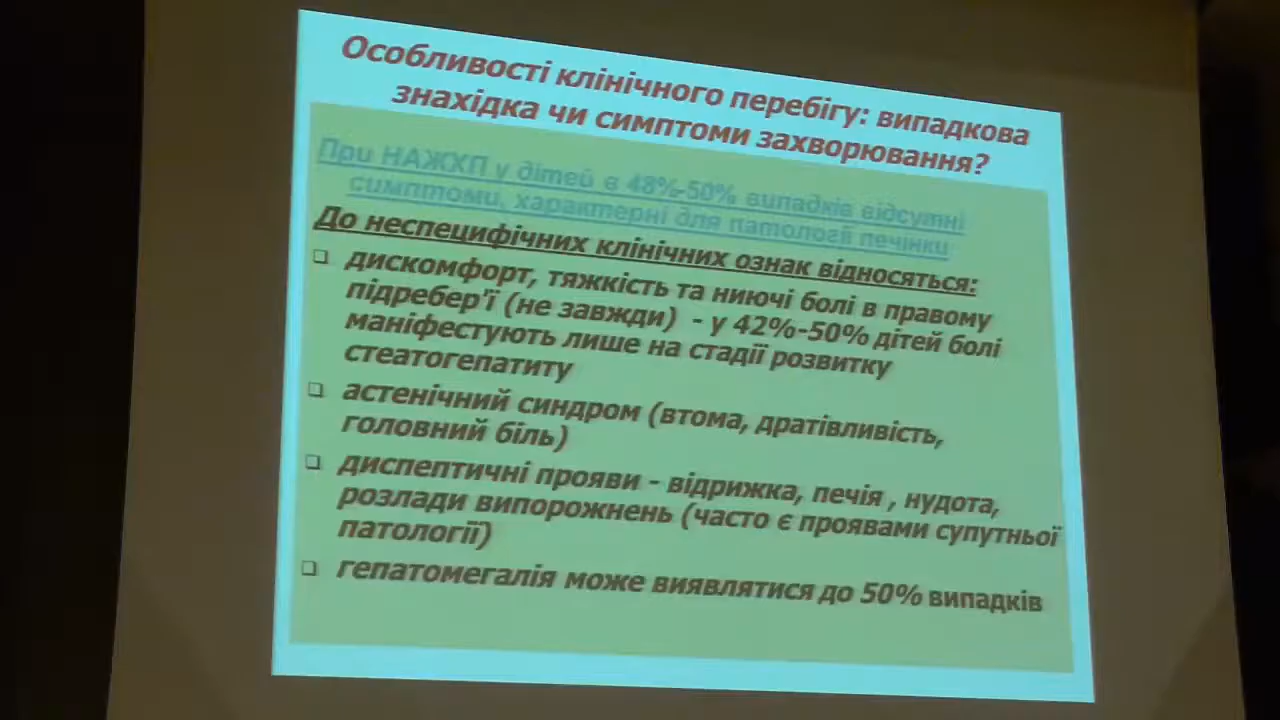 Особливості клінічного перебігу: випадкова
знахідка чи симптоми захворювання?
При НАЖХП у дітей в 48%-50% випадків відсутні
симптоми, характерні для патології печінки
До неспецифічних клінічних ознак відносяться:
❑ дискомфорт, тяжкість та ниючі болі в правому
підребер'ї (не завжди) - у 42%-50% дітей болі
маніфестують лише на стадії розвитку
стеатогепатиту
❑ астенічний синдром (втома, дратівливість,
головний біль)
❑ диспептичні прояви - відрижка, печія , нудота,
розлади випорожнень (часто є проявами супутньої
патології)
❑ гепатомегалія може виявлятися до 50% випадків